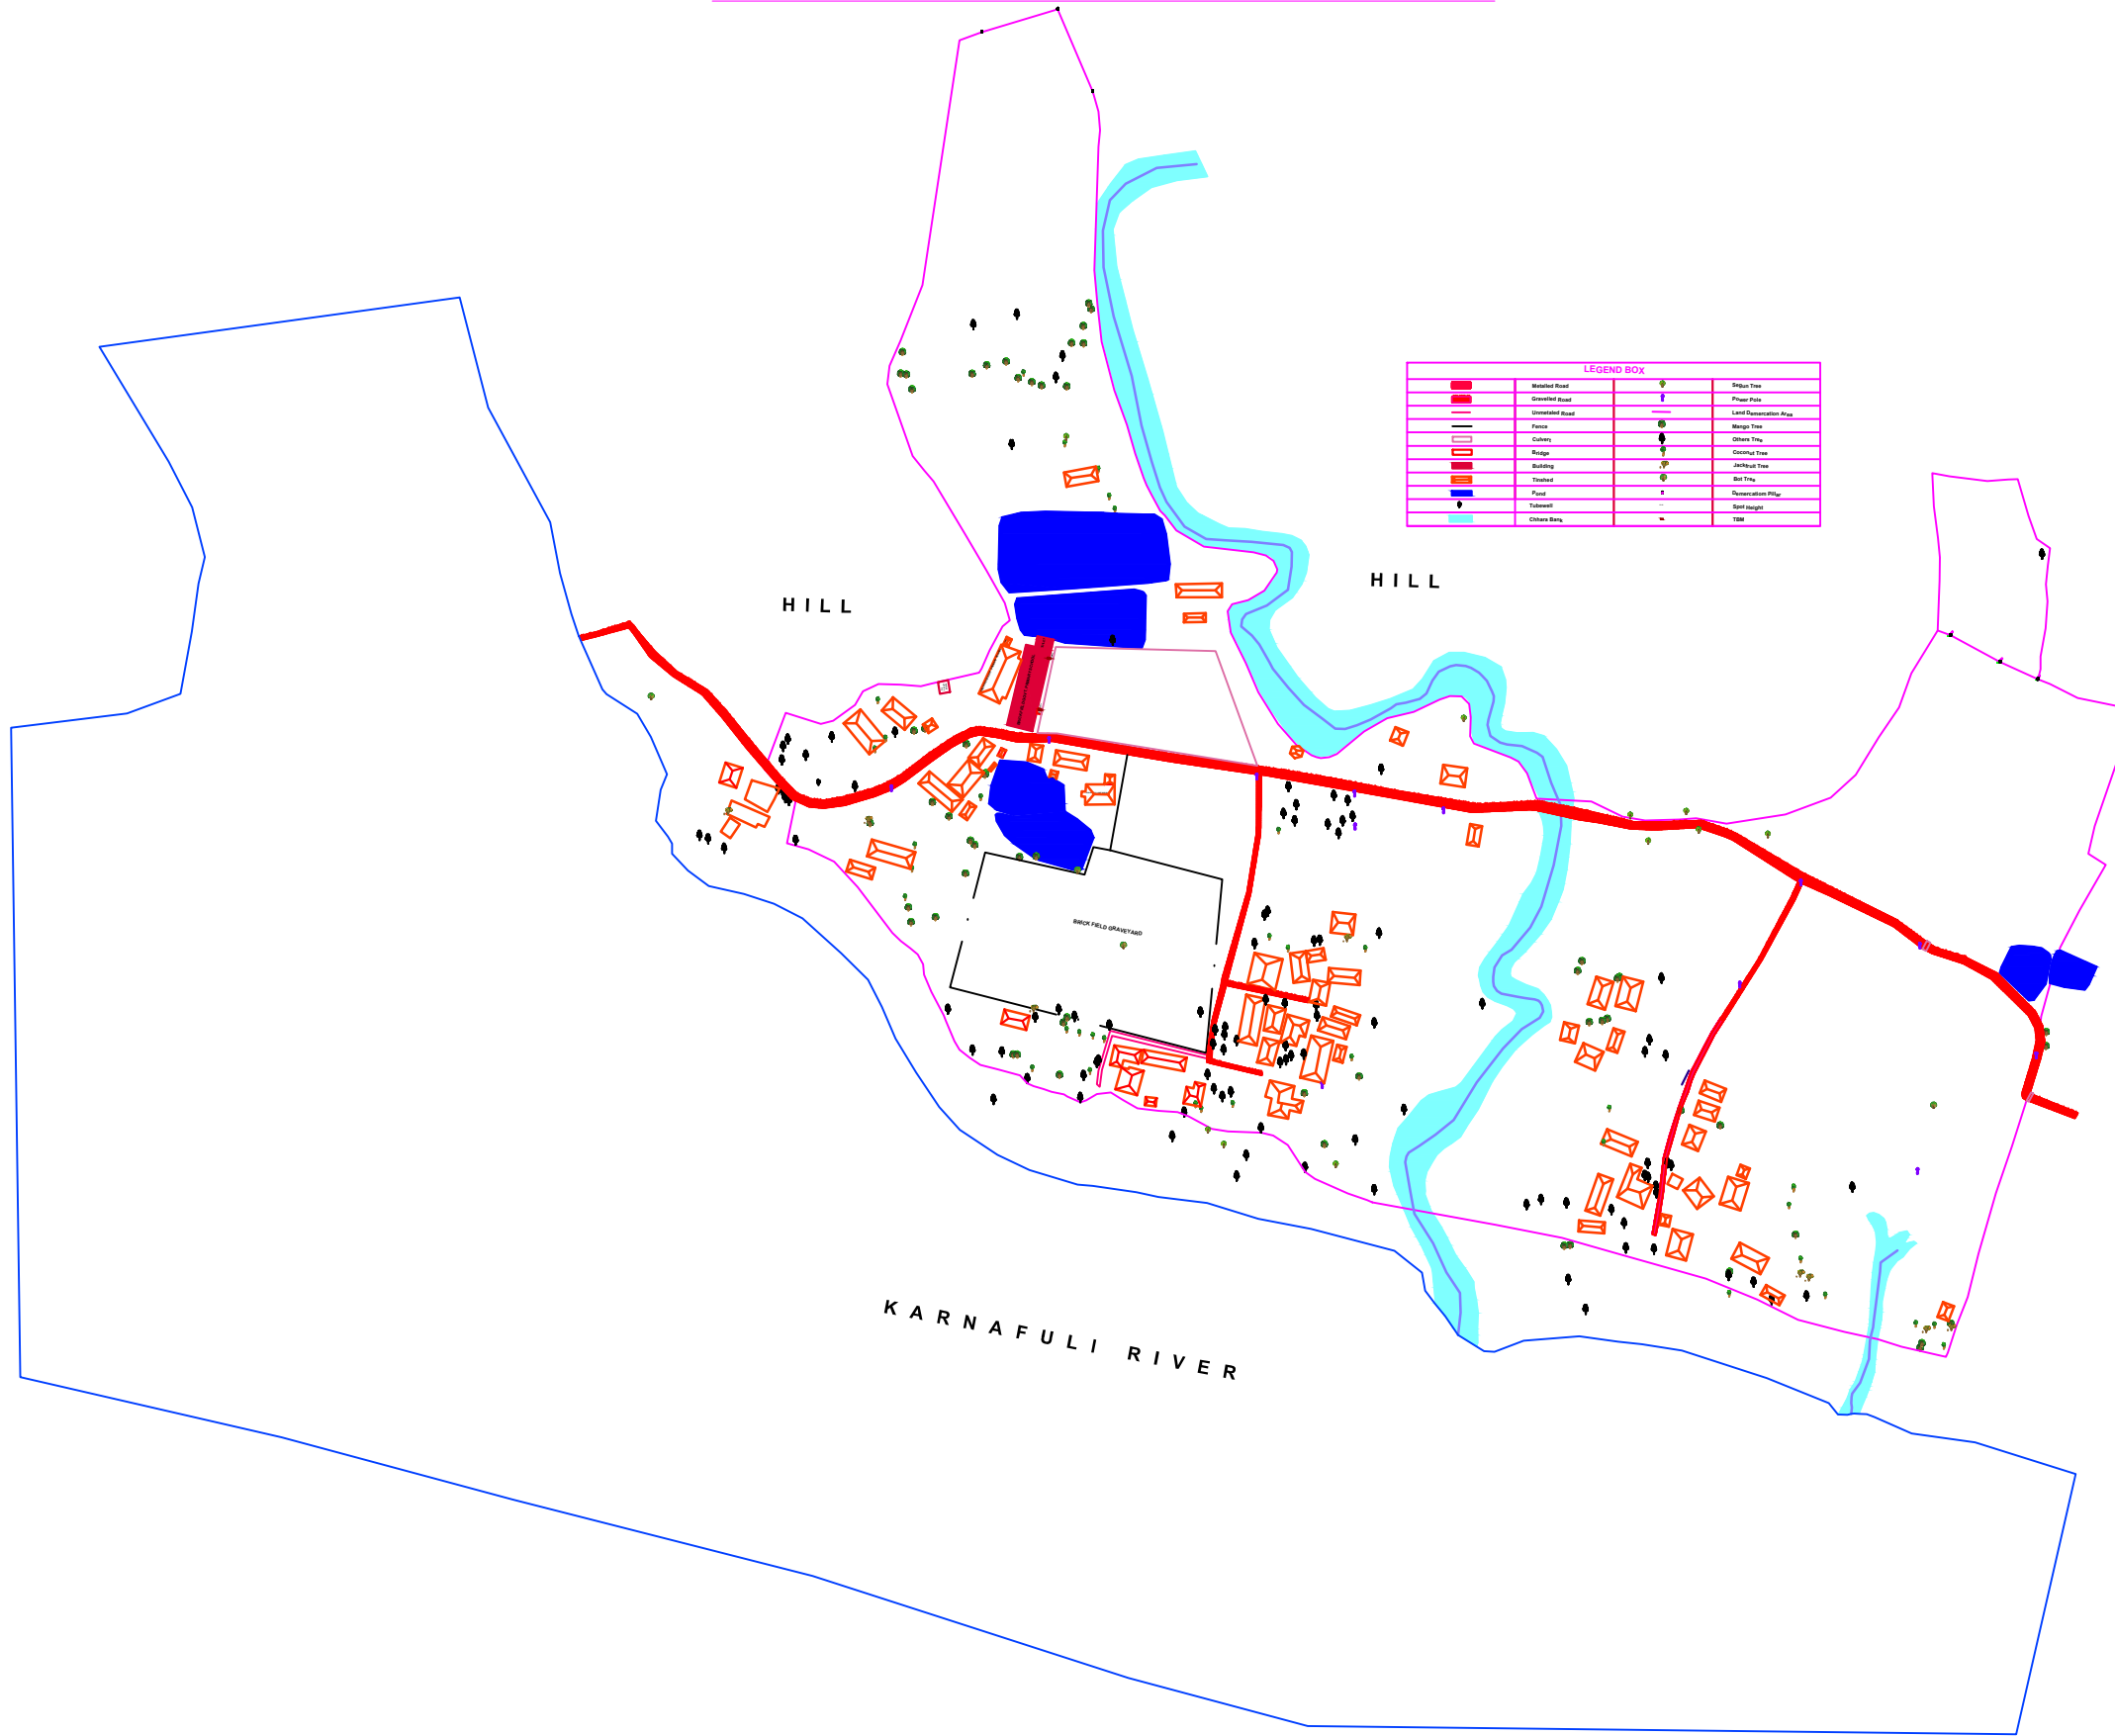 LEGEND BOX
Metalled Road
Segun Tree
Gravelled Road
Power Pole
Unmetaled Road
Land Demarcation Area
Fence
Mango Tree
Culvert
Others Tree
Bridge
Coconut Tree
Building
Jackfruit Tree
Tinshed
Bot Tree
Pond
Demarcation Pillar
Tubewell
Spot Height
Chhara Bank
TBM
HILL
HILL
BRICK FIELD GRAVEYARD
KARNAFULI RIVER